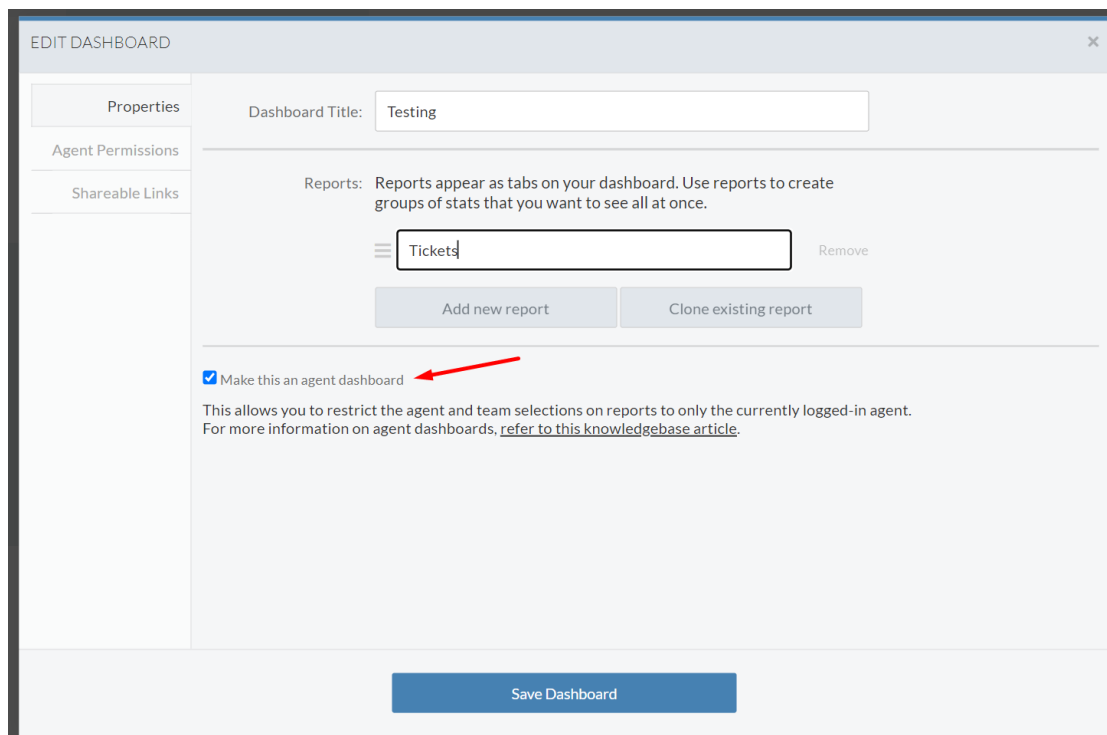 EDIT DASHBOARD
×
Properties
Agent Permissions
Shareable Links
Dashboard Title: Testing
Reports: Reports appear as tabs on your dashboard. Use reports to create
groups of stats that you want to see all at once.
Tickets Remove
Add new report Clone existing report
Make this an agent dashboard
This allows you to restrict the agent and team selections on reports to only the currently logged-in agent.
For more information on agent dashboards, refer to this knowledgebase article.
Save Dashboard